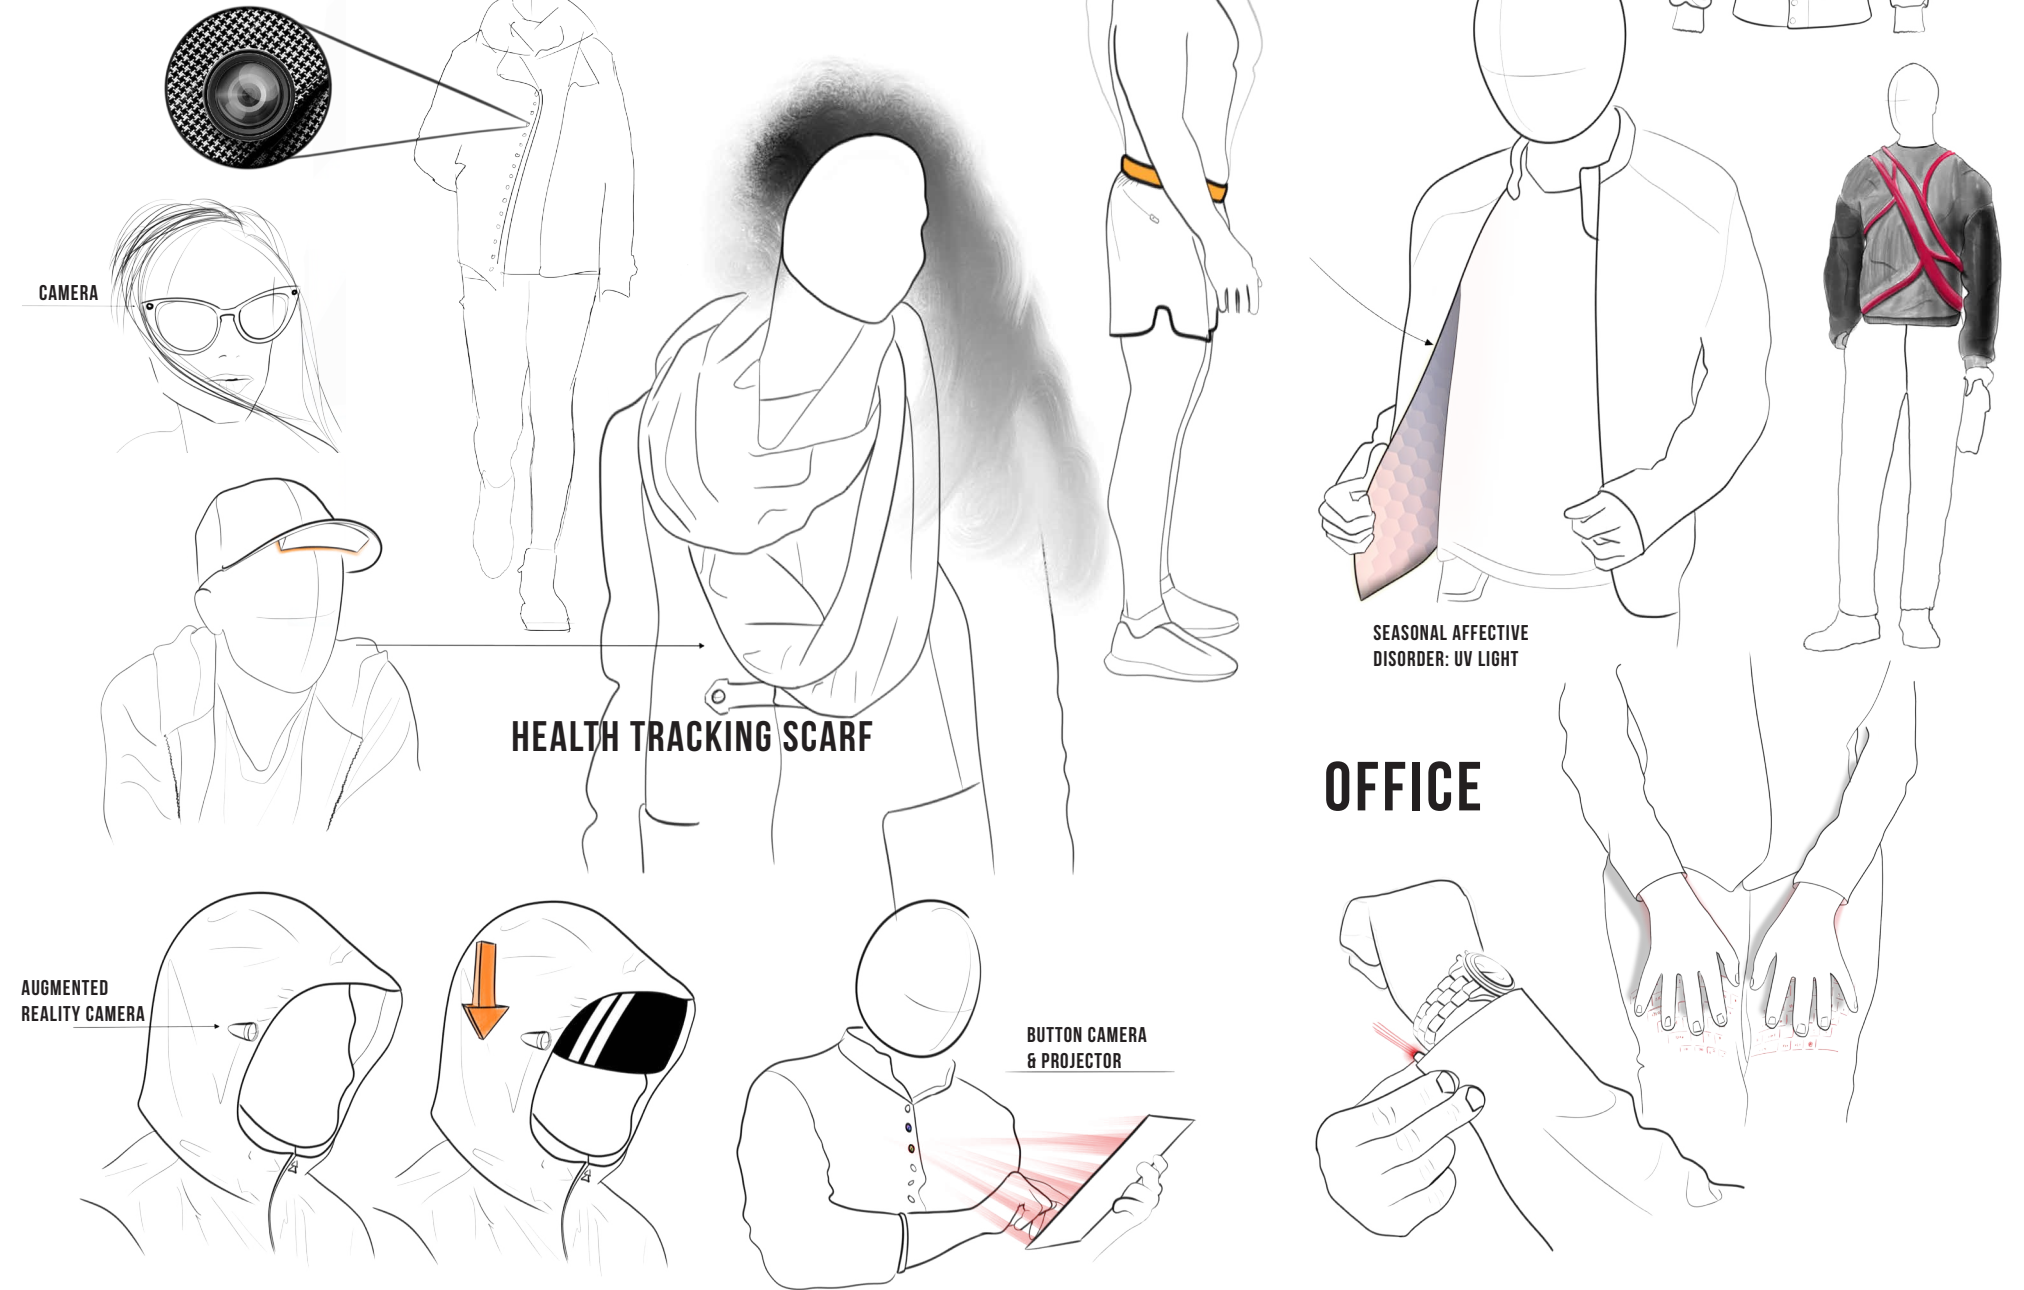 CAMERA
SEASONAL AFFECTIVE
DISORDER: UV LIGHT
HEALTH TRACKING SCARF
OFFICE
AUGMENTED
REALITY CAMERA
BUTTON CAMERA
& PROJECTOR